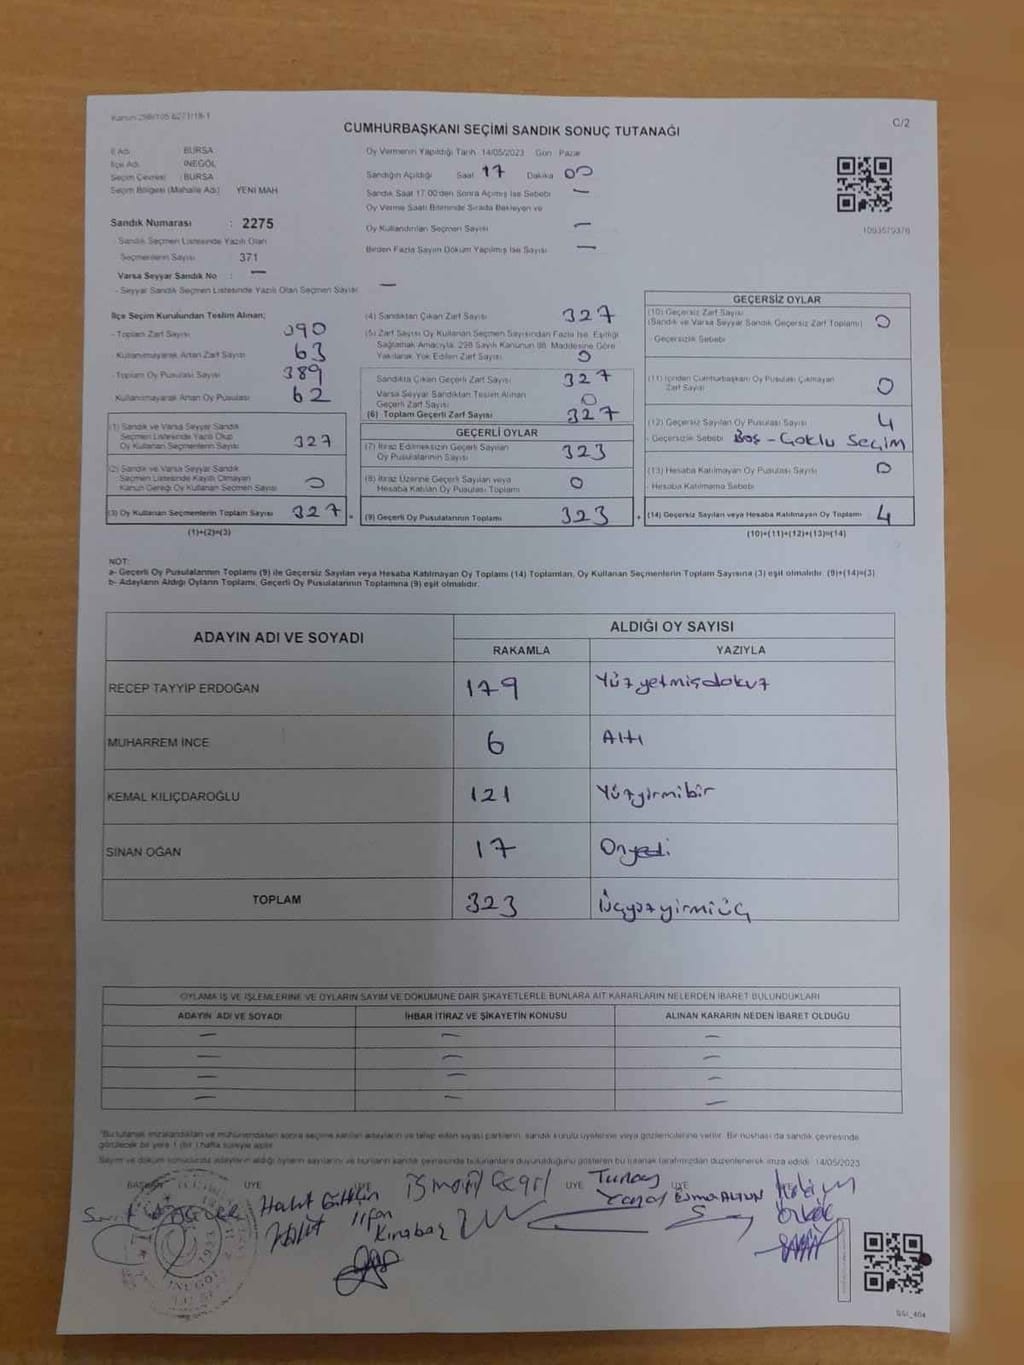 Kanun:298/105 6271/19-1
C/2
CUMHURBAŞKANI SEÇİMİ SANDIK SONUÇ TUTANAĞI
İl Adı : BURSA
İlçe Adı : İNEGÖL
Seçim Çevresi : BURSA
Seçim Bölgesi (Mahalle Adı) YENİ MAH
Sandık Numarası : 2275
- Sandık Seçmen Listesinde Yazılı Olan
Seçmenlerin Sayısı 371
Varsa Seyyar Sandık No : —
- Seyyar Sandık Seçmen Listesinde Yazılı Olan Seçmen Sayısı —
Oy Vermenin Yapıldığı Tarih 14/05/2023 Gün Pazar
Sandığın Açıldığı Saat 17 Dakika 00
Sandık Saat 17:00'den Sonra Açılmış İse Sebebi —
Oy Verme Saati Bitiminde Sırada Bekleyen ve
Oy Kullandırılan Seçmen Sayısı —
Birden Fazla Sayım Döküm Yapılmış İse Sayısı —
İlçe Seçim Kurulundan Teslim Alınan;
- Toplam Zarf Sayısı 390
- Kullanılmayarak Artan Zarf Sayısı 63
- Toplam Oy Pusulası Sayısı 389
Kullanılmayarak Artan Oy Pusulası 62
(1) Sandık ve Varsa Seyyar Sandık
Seçmen Listesinde Yazılı Olup
Oy Kullanan Seçmenlerin Sayısı 327
(2) Sandık ve Varsa Seyyar Sandık
Seçmen Listesinde Kayıtlı Olmayan
Kanun Gereği Oy Kullanan Seçmen Sayısı 0
(3) Oy Kullanan Seçmenlerin Toplam Sayısı 327 =
(1)+(2)=(3)
(4) Sandıktan Çıkan Zarf Sayısı 327
(5) Zarf Sayısı Oy Kullanan Seçmen Sayısından Fazla İse, Eşitliği
Sağlamak Amacıyla, 298 Sayılı Kanunun 98. Maddesine Göre
Yakılarak Yok Edilen Zarf Sayısı 0
Sandıkta Çıkan Geçerli Zarf Sayısı 327
Varsa Seyyar Sandıktan Teslim Alınan
Geçerli Zarf Sayısı 0
(6) Toplam Geçerli Zarf Sayısı 327
GEÇERLİ OYLAR
(7) İtiraz Edilmeksizin Geçerli Sayılan
Oy Pusulalarının Sayısı 323
(8) İtiraz Üzerine Geçerli Sayılan veya
Hesaba Katılan Oy Pusulası Toplamı 0
(9) Geçerli Oy Pusulalarının Toplamı 323 +
GEÇERSİZ OYLAR
(10) Geçersiz Zarf Sayısı
(Sandık ve Varsa Seyyar Sandık Geçersiz Zarf Toplamı) 0
- Geçersizlik Sebebi
(11) İçinden Cumhurbaşkanı Oy Pusulası Çıkmayan
Zarf Sayısı 0
(12) Geçersiz Sayılan Oy Pusulası Sayısı 4
- Geçersizlik Sebebi Boş - Çoklu Seçim
(13) Hesaba Katılmayan Oy Pusulası Sayısı 0
- Hesaba Katılmama Sebebi
(14) Geçersiz Sayılan veya Hesaba Katılmayan Oy Toplamı 4
(10)+(11)+(12)+(13)=(14)
NOT:
a- Geçerli Oy Pusulalarının Toplamı (9) ile Geçersiz Sayılan veya Hesaba Katılmayan Oy Toplamı (14) Toplamları, Oy Kullanan Seçmenlerin Toplam Sayısına (3) eşit olmalıdır. (9)+(14)=(3)
b- Adayların Aldığı Oyların Toplamı, Geçerli Oy Pusulalarının Toplamına (9) eşit olmalıdır.
ADAYIN ADI VE SOYADI
ALDIĞI OY SAYISI
RAKAMLA YAZIYLA
RECEP TAYYİP ERDOĞAN 179 Yüzyetmişdokuz
MUHARREM İNCE 6 Altı
KEMAL KILIÇDAROĞLU 121 Yüzyirmibir
SİNAN OĞAN 17 Onyedi
TOPLAM 323 Üçyüzyirmiüç
OYLAMA İŞ VE İŞLEMLERİNE VE OYLARIN SAYIM VE DÖKÜMÜNE DAİR ŞİKAYETLERLE BUNLARA AİT KARARLARIN NELERDEN İBARET BULUNDUKLARI
ADAYIN ADI VE SOYADI İHBAR İTİRAZ VE ŞİKAYETİN KONUSU ALINAN KARARIN NEDEN İBARET OLDUĞU
— — —
— — —
— — —
— — —
*Bu tutanak imzalandıktan ve mühürlendikten sonra seçime katılan adayların ve talep eden siyasi partilerin, sandık kurulu üyelerine veya gözlemcilerine verilir. Bir nüshası da sandık çevresinde
görülecek bir yere 1 (bir) hafta süreyle asılır.
Sayım ve döküm sonucunda adayların aldığı oyların sayılarını ve bunların sandık çevresinde bulunanlara duyurulduğunu gösteren bu tutanak tarafımızdan düzenlenerek imza edildi. 14/05/2023
BAŞKAN ÜYE ÜYE ÜYE
İsmail
Tunay
Esma ALTUN
Halit
İrfan
İNEGÖL